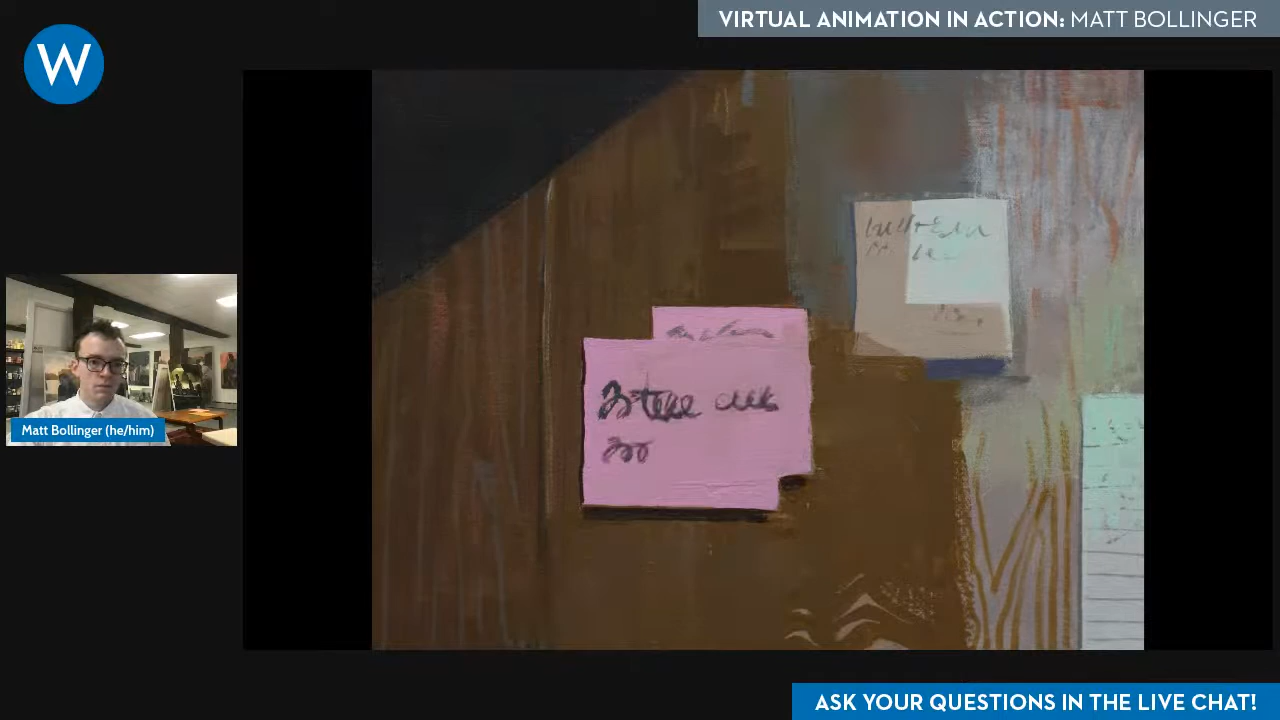 VIRTUAL ANIMATION IN ACTION: MATT BOLLINGER
W
Matt Bollinger (he/him)
ASK YOUR QUESTIONS IN THE LIVE CHAT!